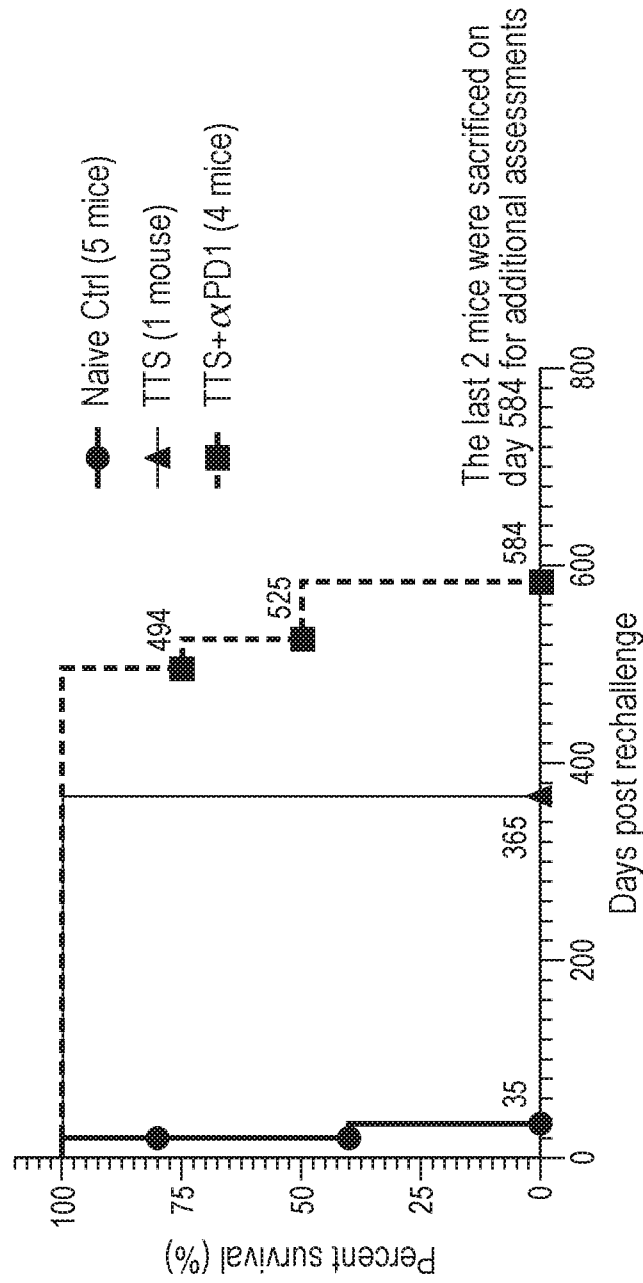 Naive Ctrl (5 mice)
TTS (1 mouse)
TTS+αPD1 (4 mice)
Percent survival (%)
100
75
50
25
0
494
525
584
365
35
0
200
400
600
800
Days post rechallenge
The last 2 mice were sacrificed on
day 584 for additional assessments